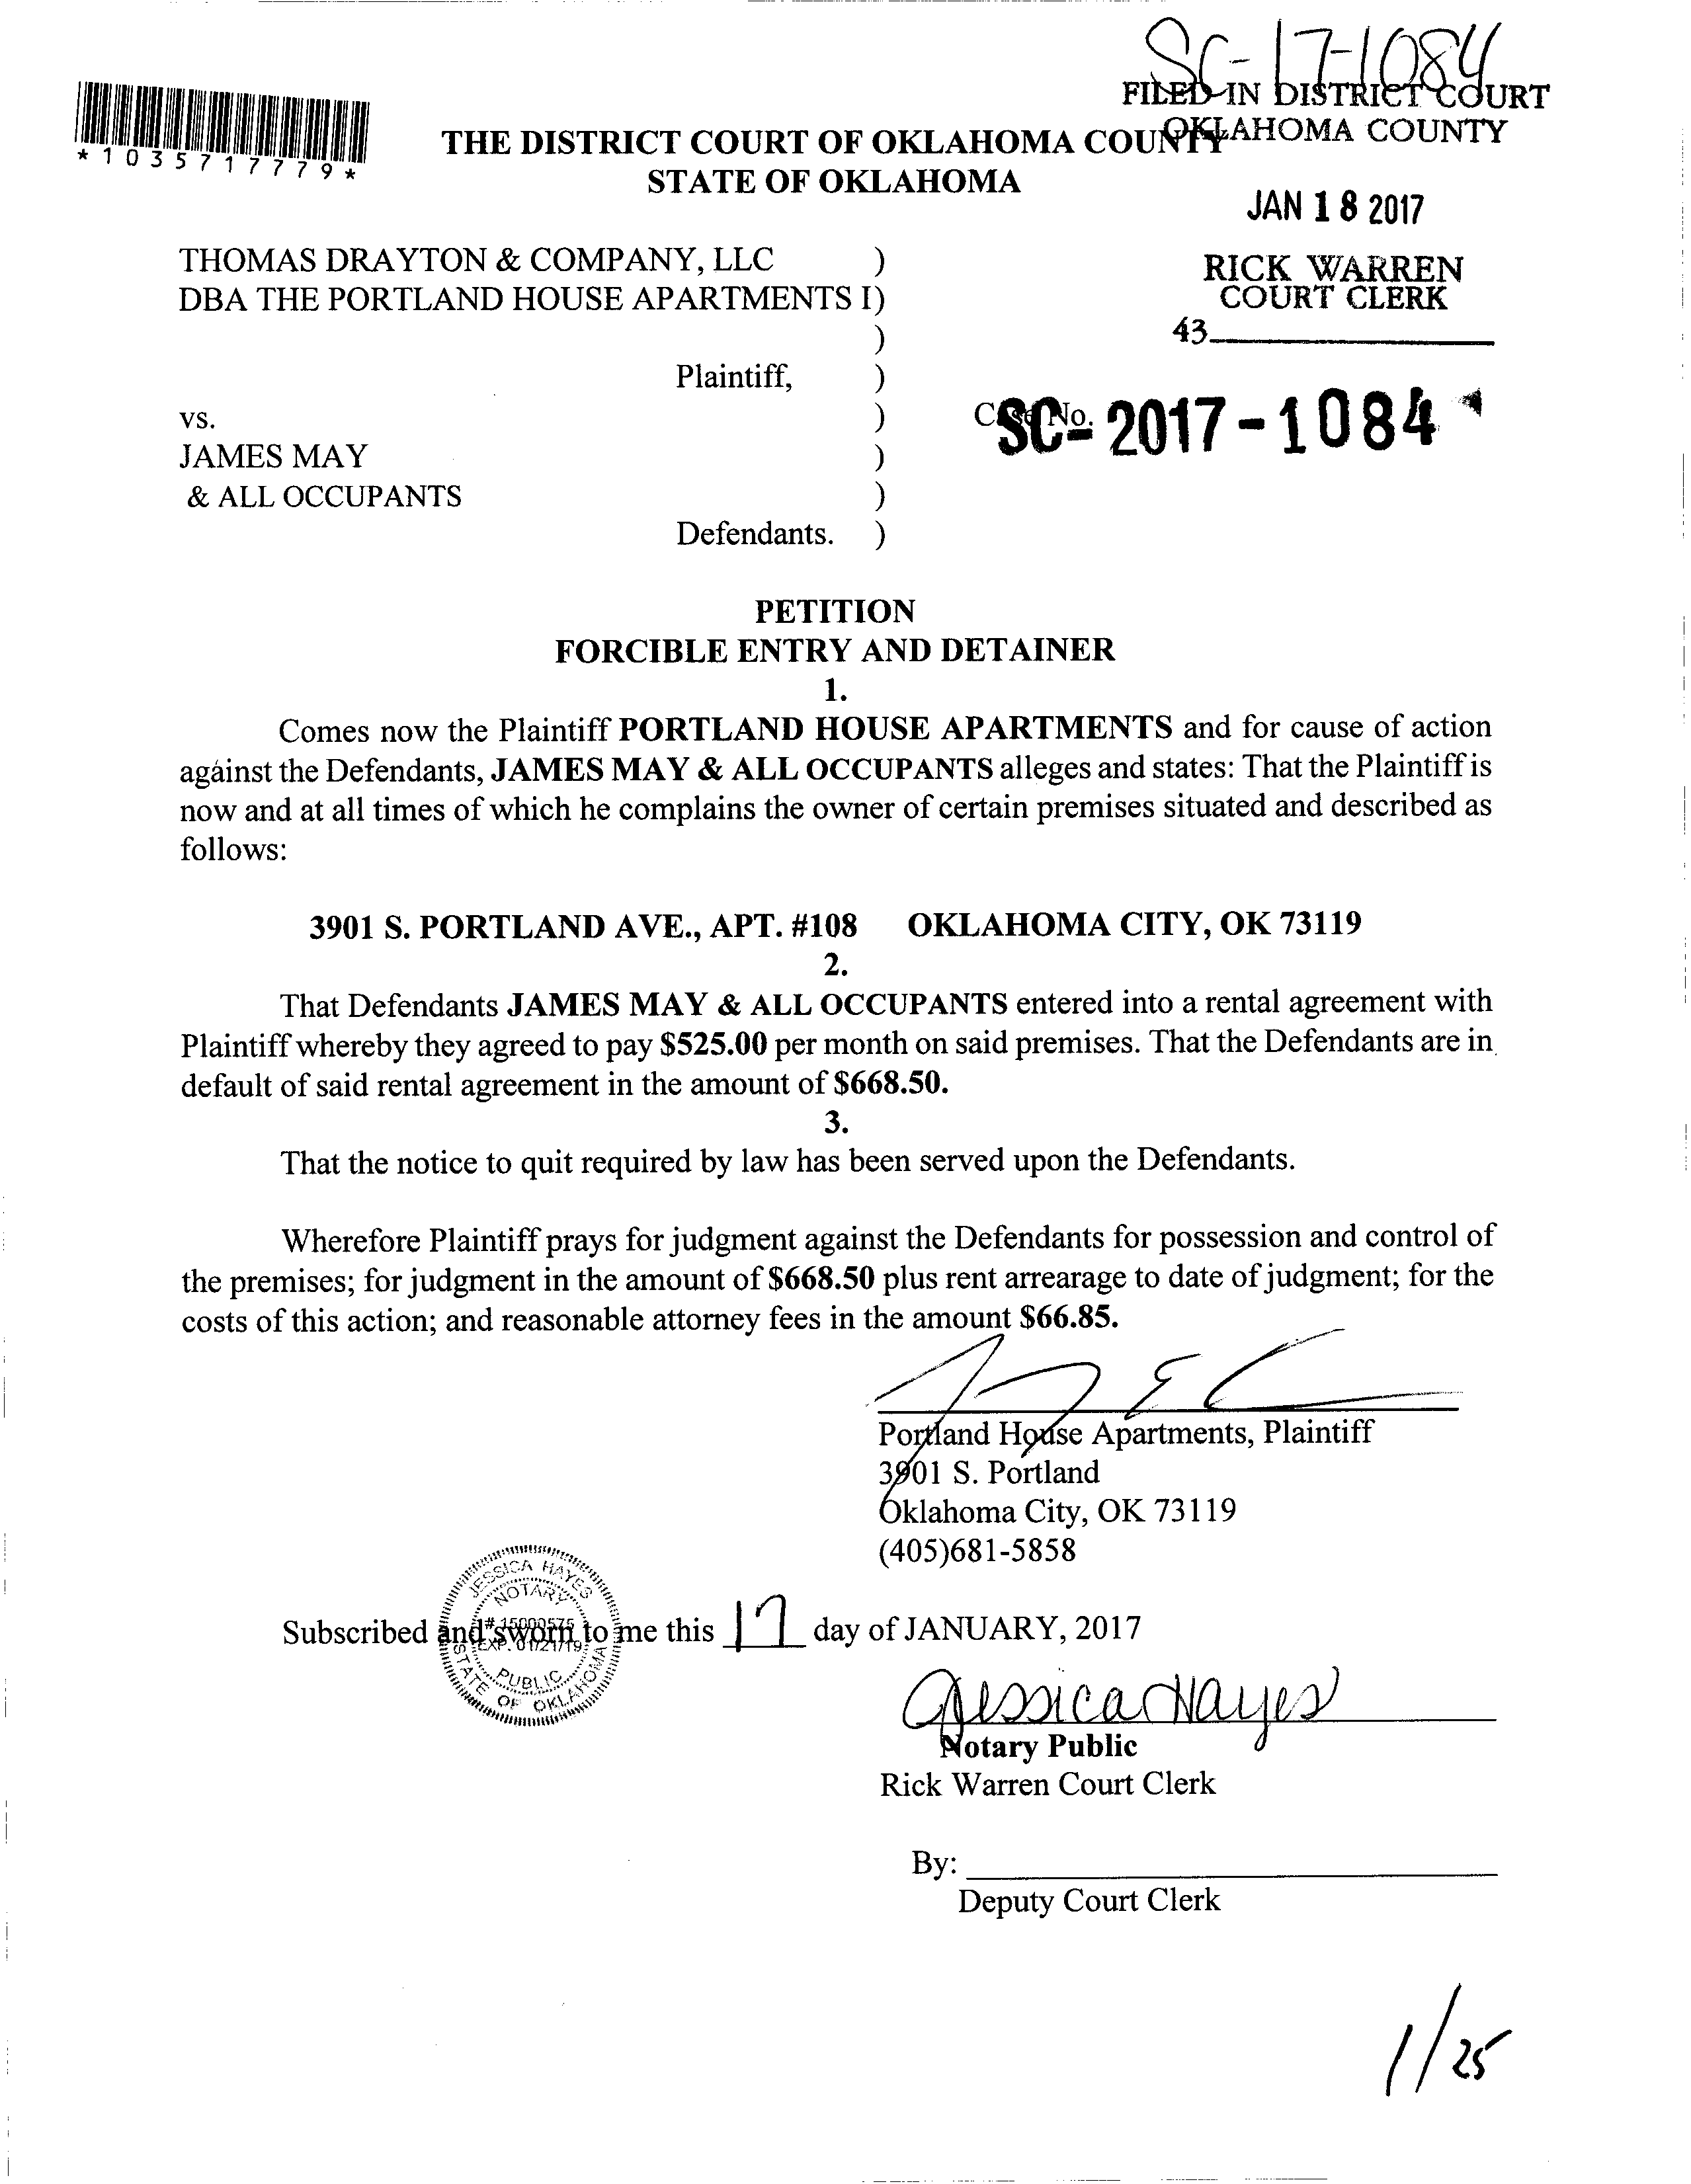 SC-17-1084
FILED IN DISTRICT COURT
OKLAHOMA COUNTY
*1035717779*
THE DISTRICT COURT OF OKLAHOMA COUNTY
STATE OF OKLAHOMA
JAN 18 2017
THOMAS DRAYTON & COMPANY, LLC )
DBA THE PORTLAND HOUSE APARTMENTS I)
RICK WARREN
COURT CLERK
)
43
Plaintiff, )
vs. )
Case No.
SC- 2017-1084
JAMES MAY )
& ALL OCCUPANTS )
Defendants. )
PETITION
FORCIBLE ENTRY AND DETAINER
1.
Comes now the Plaintiff PORTLAND HOUSE APARTMENTS and for cause of action
against the Defendants, JAMES MAY & ALL OCCUPANTS alleges and states: That the Plaintiff is
now and at all times of which he complains the owner of certain premises situated and described as
follows:
3901 S. PORTLAND AVE., APT. #108 OKLAHOMA CITY, OK 73119
2.
That Defendants JAMES MAY & ALL OCCUPANTS entered into a rental agreement with
Plaintiff whereby they agreed to pay $525.00 per month on said premises. That the Defendants are in
default of said rental agreement in the amount of $668.50.
3.
That the notice to quit required by law has been served upon the Defendants.
Wherefore Plaintiff prays for judgment against the Defendants for possession and control of
the premises; for judgment in the amount of $668.50 plus rent arrearage to date of judgment; for the
costs of this action; and reasonable attorney fees in the amount $66.85.
Portland House Apartments, Plaintiff
3901 S. Portland
Oklahoma City, OK 73119
(405)681-5858
JESSICA HAYES
NOTARY
# 15000575
EXP. 01/21/19
PUBLIC
STATE OF OKLAHOMA
Subscribed and sworn to me this 17 day of JANUARY, 2017
Jessica Hayes
Notary Public
Rick Warren Court Clerk
By:
Deputy Court Clerk
1/25